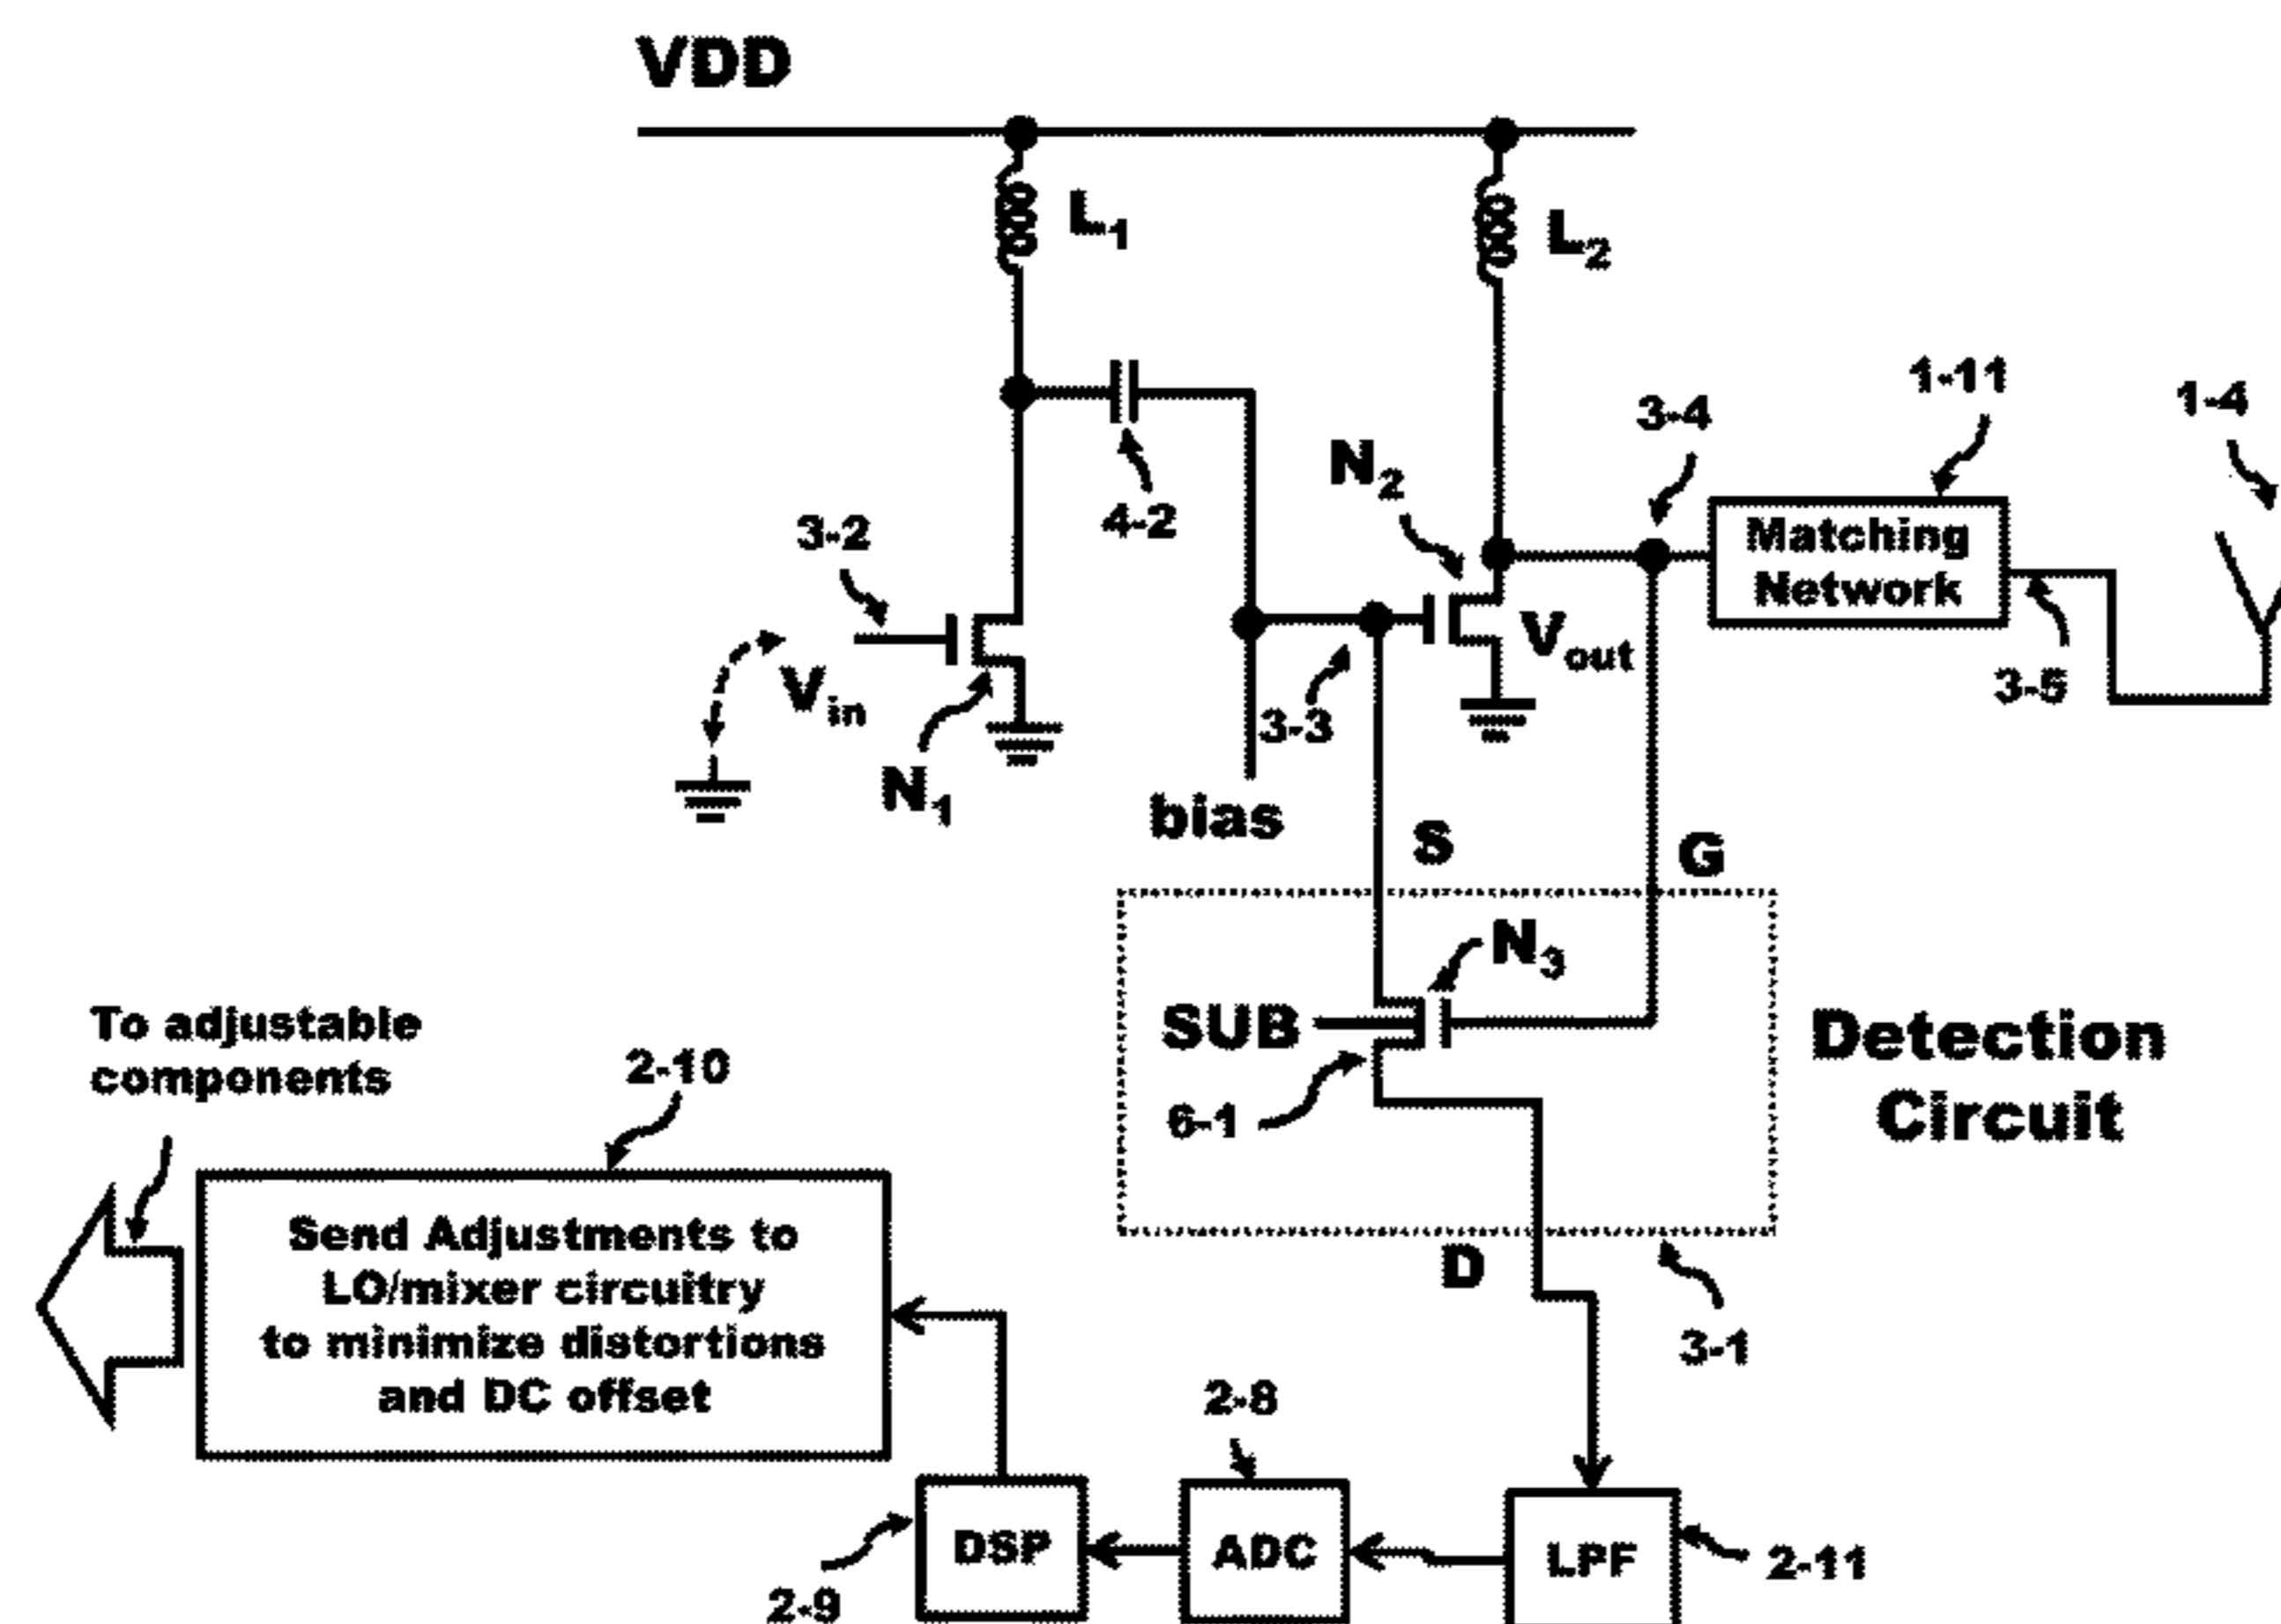 VDD
L1
L2
1-11
1-4
3-4
N2
4-2
3-2
Matching
Network
Vin
Vout
3-5
3-3
N1
bias
S
G
N3
SUB
Detection
Circuit
To adjustable
components
2-10
6-1
Send Adjustments to
LO/mixer circuitry
to minimize distortions
and DC offset
D
3-1
2-8
DSP
ADC
LPF
2-11
2-9